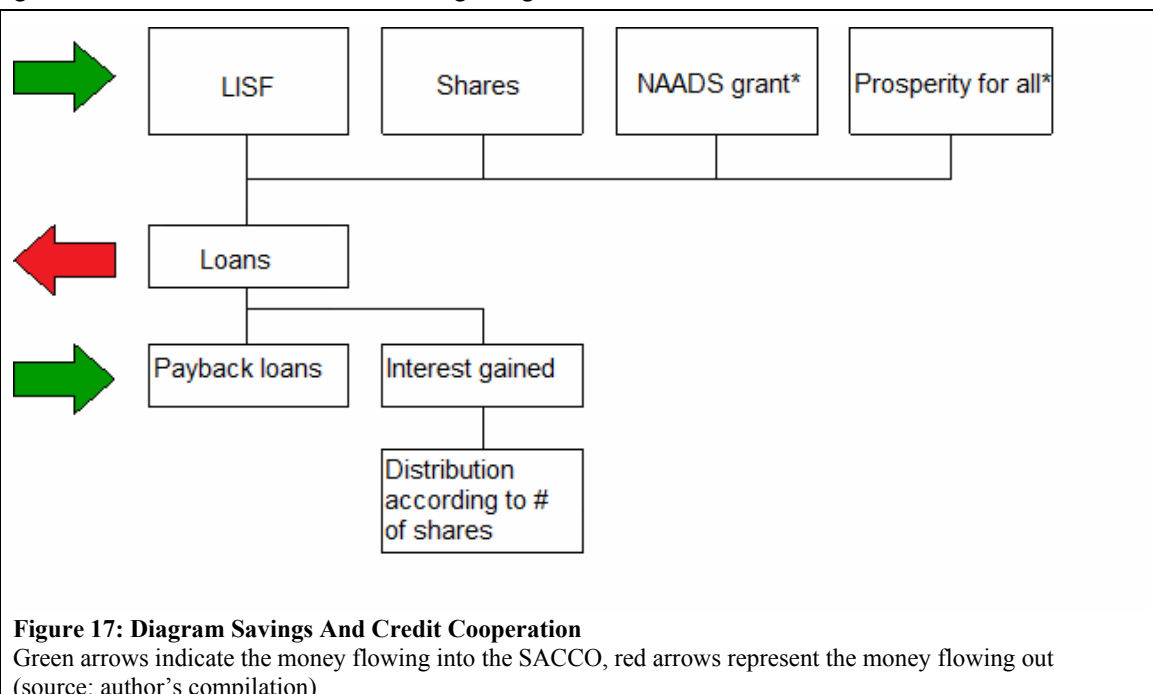 LISF
Shares
NAADS grant*
Prosperity for all*
Loans
Payback loans
Interest gained
Distribution
according to #
of shares
Figure 17: Diagram Savings And Credit Cooperation
Green arrows indicate the money flowing into the SACCO, red arrows represent the money flowing out
(source: author's compilation)